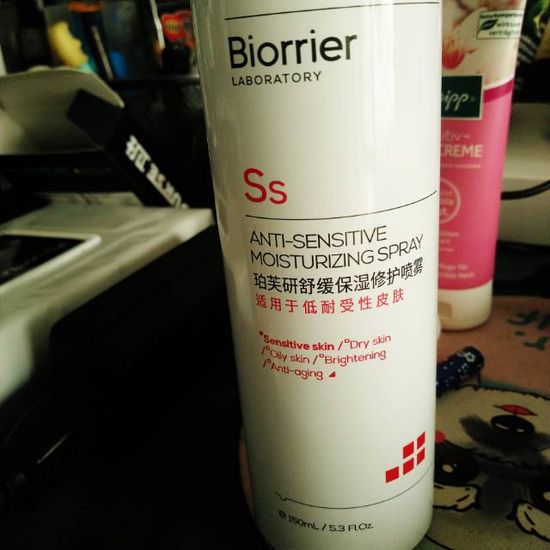 Biorrier
LABORATORY
Ss
ANTI-SENSITIVE
MOISTURIZING SPRAY
珀芙研舒缓保湿修护喷雾
适用于低耐受性皮肤
°Sensitive skin /°Dry skin
/°Oily skin /°Brightening
/°Anti-aging
℮ 150mL / 5.3 Fl.Oz.
ipp
CREME